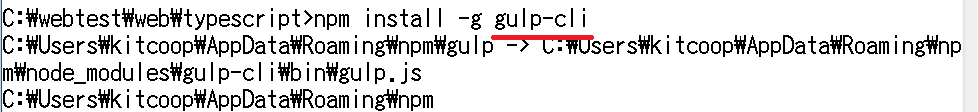 C:₩webtest₩web₩typescript>npm install -g gulp-cli
C:₩Users₩kitcoop₩AppData₩Roaming₩npm₩gulp -> C:₩Users₩kitcoop₩AppData₩Roaming₩np
m₩node_modules₩gulp-cli₩bin₩gulp.js
C:₩Users₩kitcoop₩AppData₩Roaming₩npm